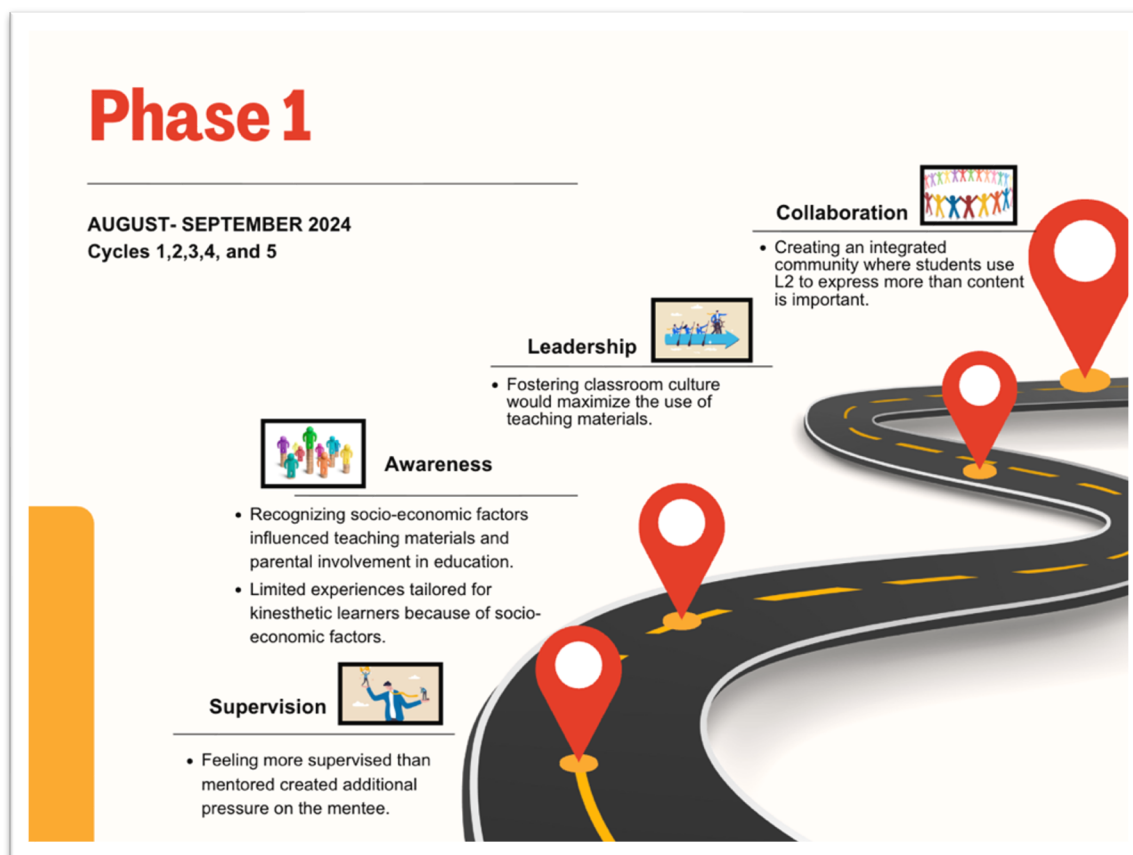 Phase 1
AUGUST- SEPTEMBER 2024
Cycles 1,2,3,4, and 5
Collaboration
• Creating an integrated
community where students use
L2 to express more than content
is important.
Leadership
• Fostering classroom culture
would maximize the use of
teaching materials.
Awareness
• Recognizing socio-economic factors
influenced teaching materials and
parental involvement in education.
• Limited experiences tailored for
kinesthetic learners because of socio-
economic factors.
Supervision
• Feeling more supervised than
mentored created additional
pressure on the mentee.